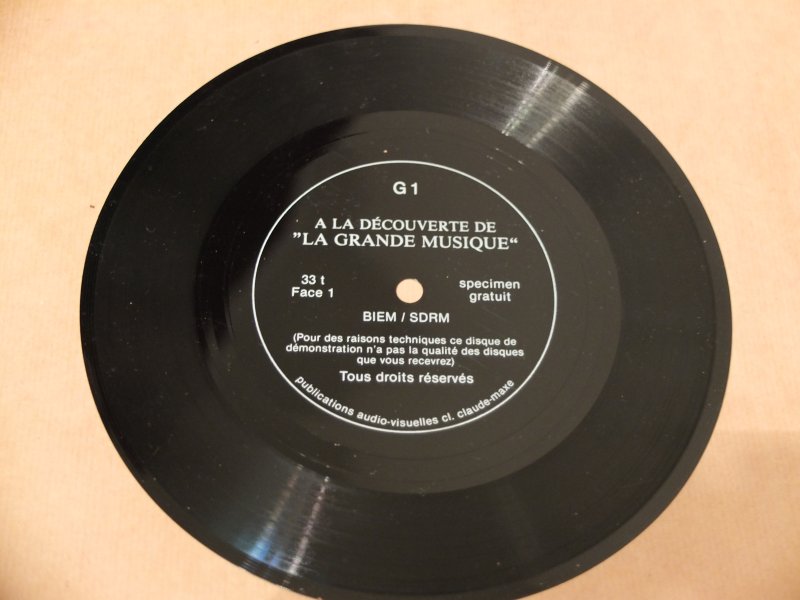 G1
A LA DÉCOUVERTE DE
”LA GRANDE MUSIQUE“
33 t
Face 1
specimen
gratuit
BIEM / SDRM
(Pour des raisons techniques ce disque de
démonstration n'a pas la qualité des disques
que vous recevrez)
Tous droits réservés
publications audio-visuelles cl. claude-maxe